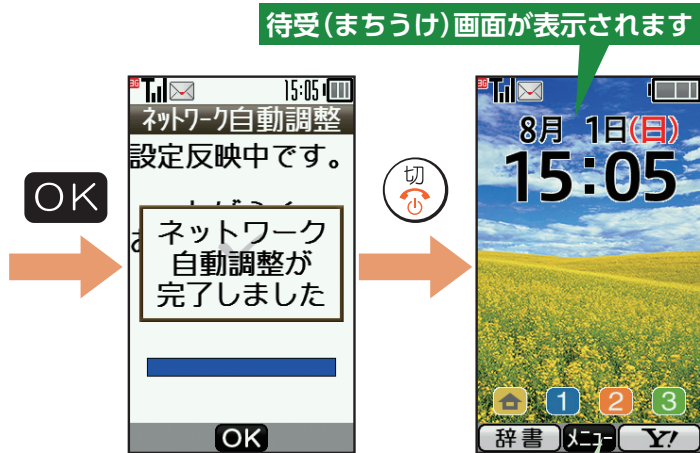 待受（まちうけ）画面が表示されます
OK
3G
15:05
ネットワーク自動調整
設定反映中です。
ネットワーク
自動調整が
完了しました
OK
切
3G
8月 1日(日)
15:05
1 2 3
辞書 メニュー Y!